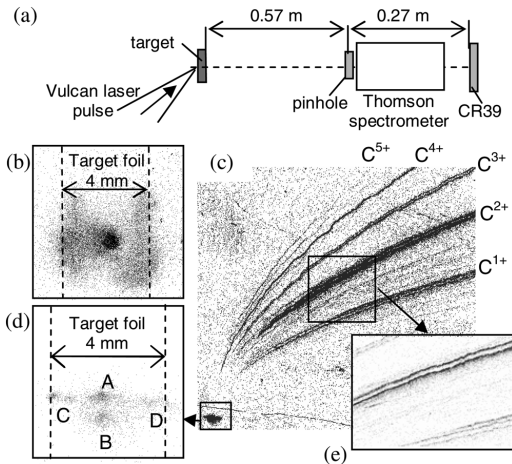 (a)
0.57 m
0.27 m
target
Vulcan laser
pulse
pinhole
Thomson
spectrometer
CR39
(b)
Target foil
4 mm
(c)
C⁵⁺
C⁴⁺
C³⁺
C²⁺
C¹⁺
(d)
Target foil
4 mm
A
C
D
B
(e)